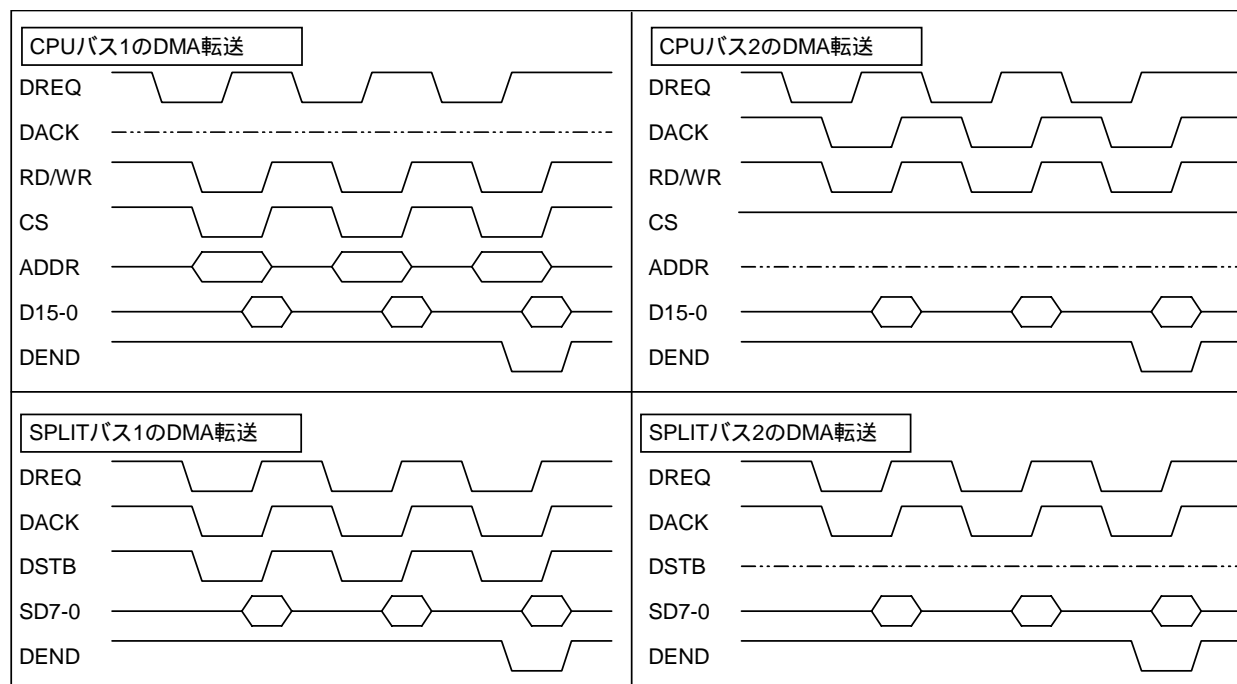 CPUバス1のDMA転送
DREQ
DACK
RD/WR
CS
ADDR
D15-0
DEND
CPUバス2のDMA転送
DREQ
DACK
RD/WR
CS
ADDR
D15-0
DEND
SPLITバス1のDMA転送
DREQ
DACK
DSTB
SD7-0
DEND
SPLITバス2のDMA転送
DREQ
DACK
DSTB
SD7-0
DEND